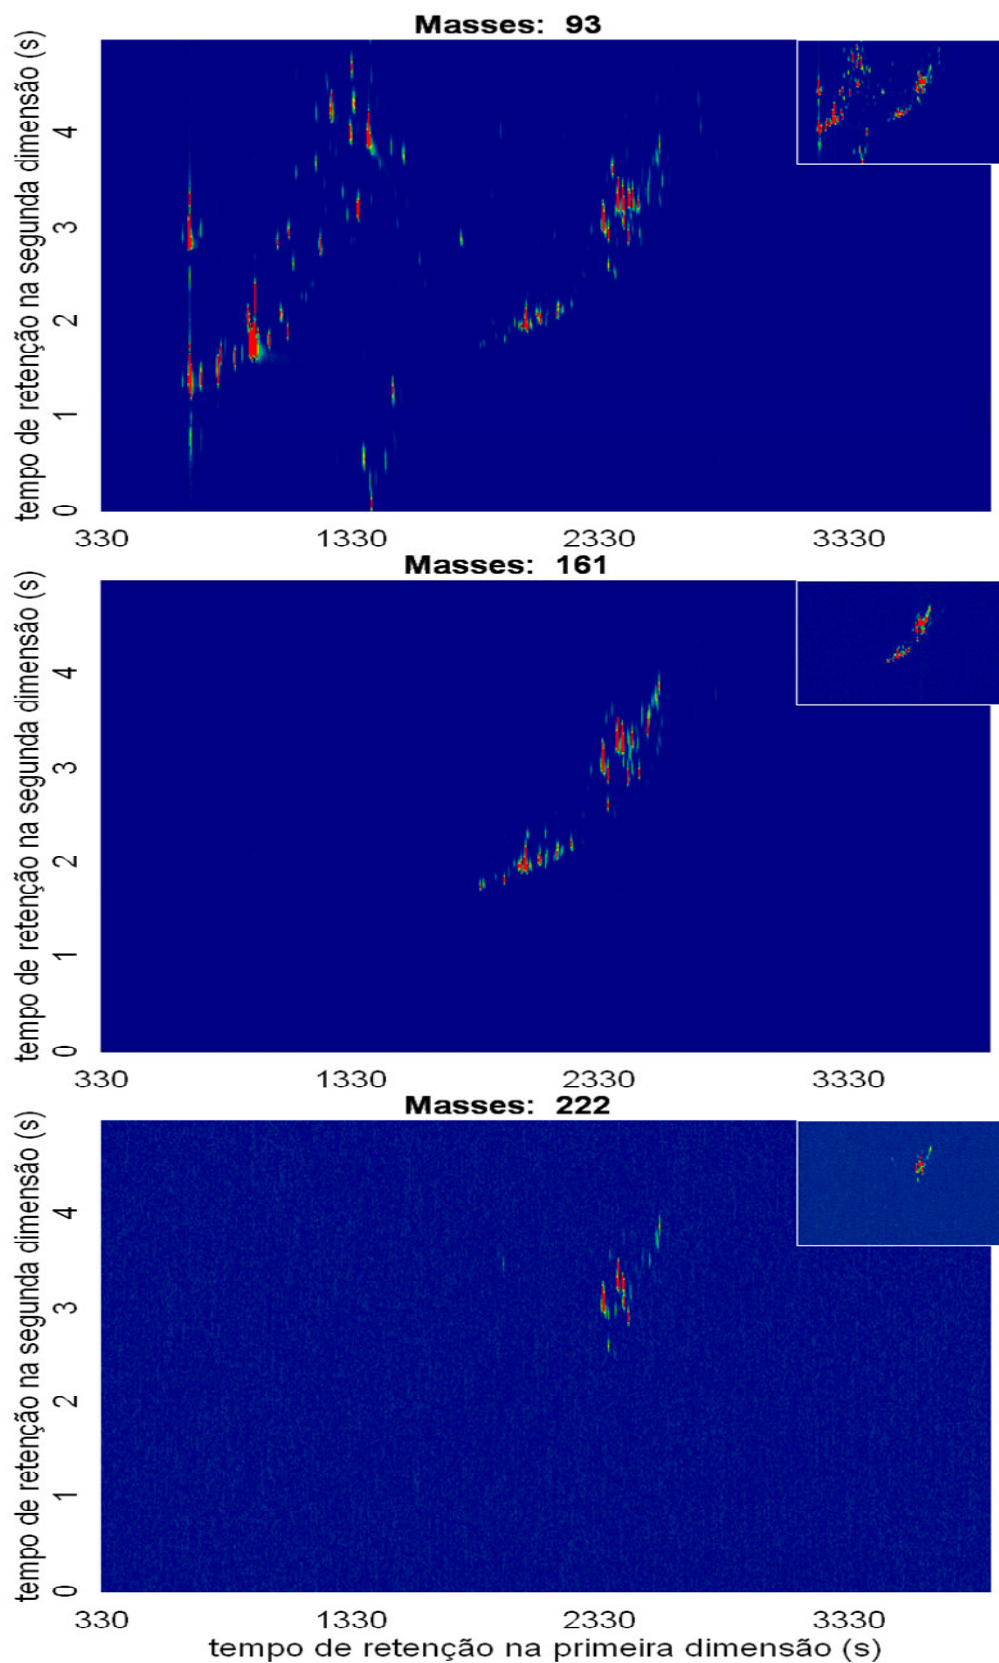 Masses: 93
tempo de retenção na segunda dimensão (s)
4
3
2
1
0
330 1330 2330 3330
Masses: 161
tempo de retenção na segunda dimensão (s)
4
3
2
1
0
330 1330 2330 3330
Masses: 222
tempo de retenção na segunda dimensão (s)
4
3
2
1
0
330 1330 2330 3330
tempo de retenção na primeira dimensão (s)